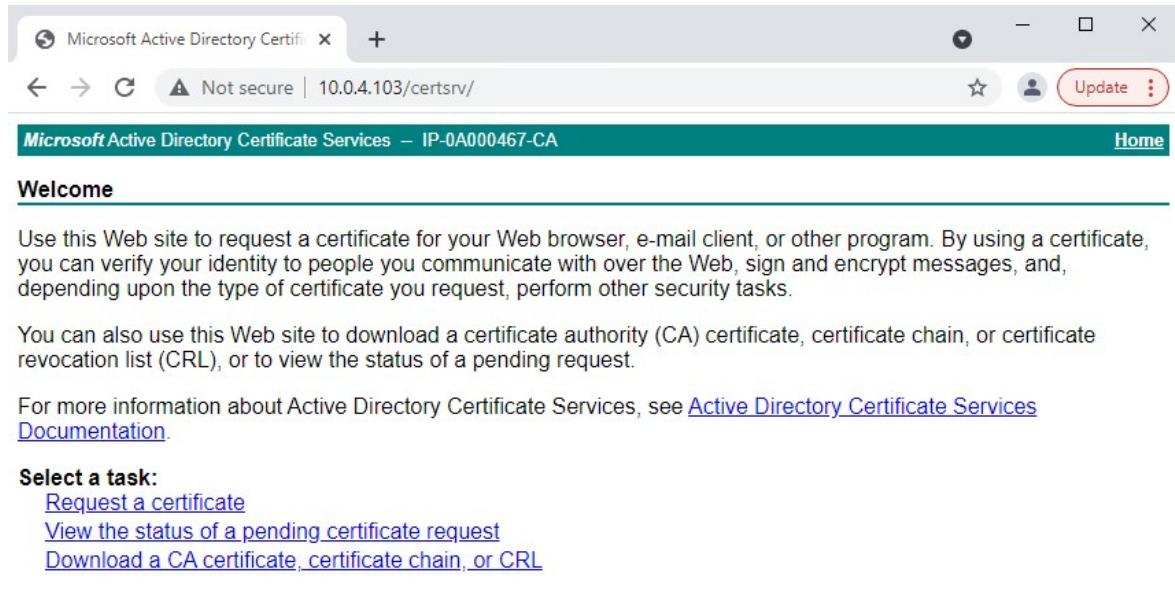 Microsoft Active Directory Certifi
Not secure | 10.0.4.103/certsrv/
Update
Microsoft Active Directory Certificate Services -- IP-0A000467-CA Home
Welcome
Use this Web site to request a certificate for your Web browser, e-mail client, or other program. By using a certificate,
you can verify your identity to people you communicate with over the Web, sign and encrypt messages, and,
depending upon the type of certificate you request, perform other security tasks.
You can also use this Web site to download a certificate authority (CA) certificate, certificate chain, or certificate
revocation list (CRL), or to view the status of a pending request.
For more information about Active Directory Certificate Services, see Active Directory Certificate Services
Documentation.
Select a task:
Request a certificate
View the status of a pending certificate request
Download a CA certificate, certificate chain, or CRL